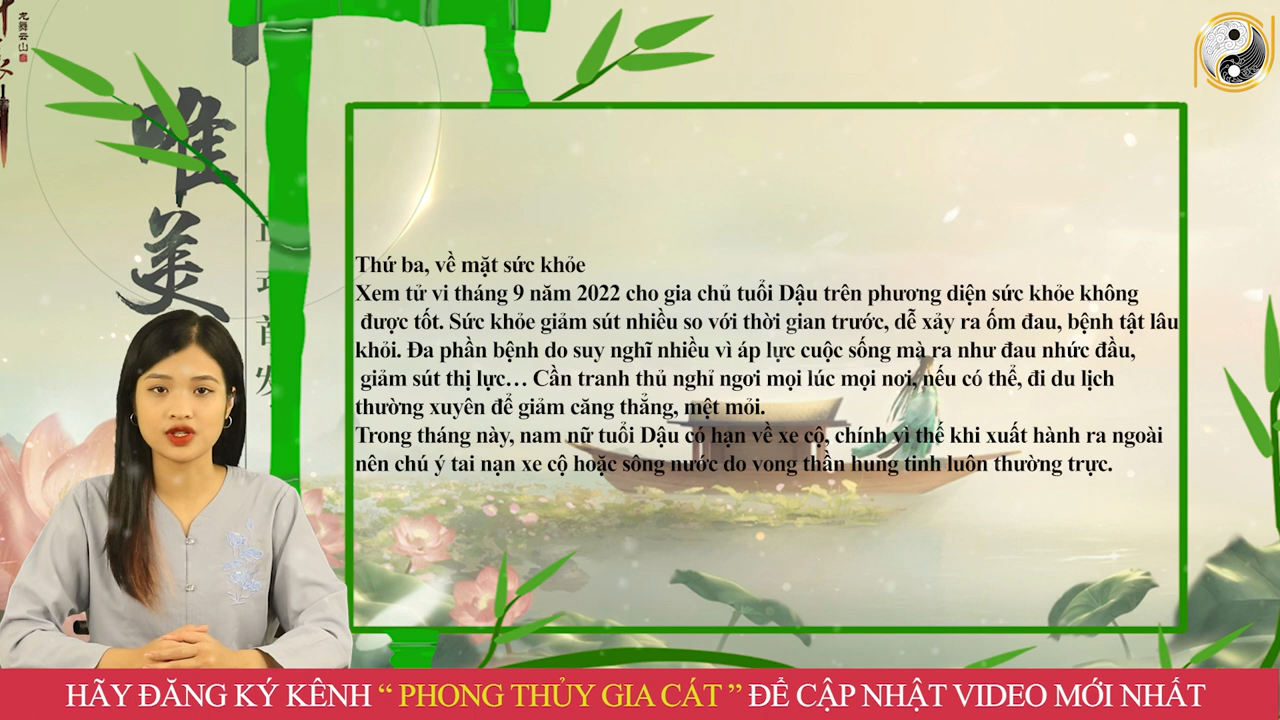 龙舞云山
唯美
Thứ ba, về mặt sức khỏe
Xem tử vi tháng 9 năm 2022 cho gia chủ tuổi Dậu trên phương diện sức khỏe không
được tốt. Sức khỏe giảm sút nhiều so với thời gian trước, dễ xảy ra ốm đau, bệnh tật lâu
khỏi. Đa phần bệnh do suy nghĩ nhiều vì áp lực cuộc sống mà ra như đau nhức đầu,
giảm sút thị lực… Cần tranh thủ nghỉ ngơi mọi lúc mọi nơi, nếu có thể, đi du lịch
thường xuyên để giảm căng thẳng, mệt mỏi.
Trong tháng này, nam nữ tuổi Dậu có hạn về xe cộ, chính vì thế khi xuất hành ra ngoài
nên chú ý tai nạn xe cộ hoặc sông nước do vong thần hung tinh luôn thường trực.
HÃY ĐĂNG KÝ KÊNH “ PHONG THỦY GIA CÁT ” ĐỂ CẬP NHẬT VIDEO MỚI NHẤT